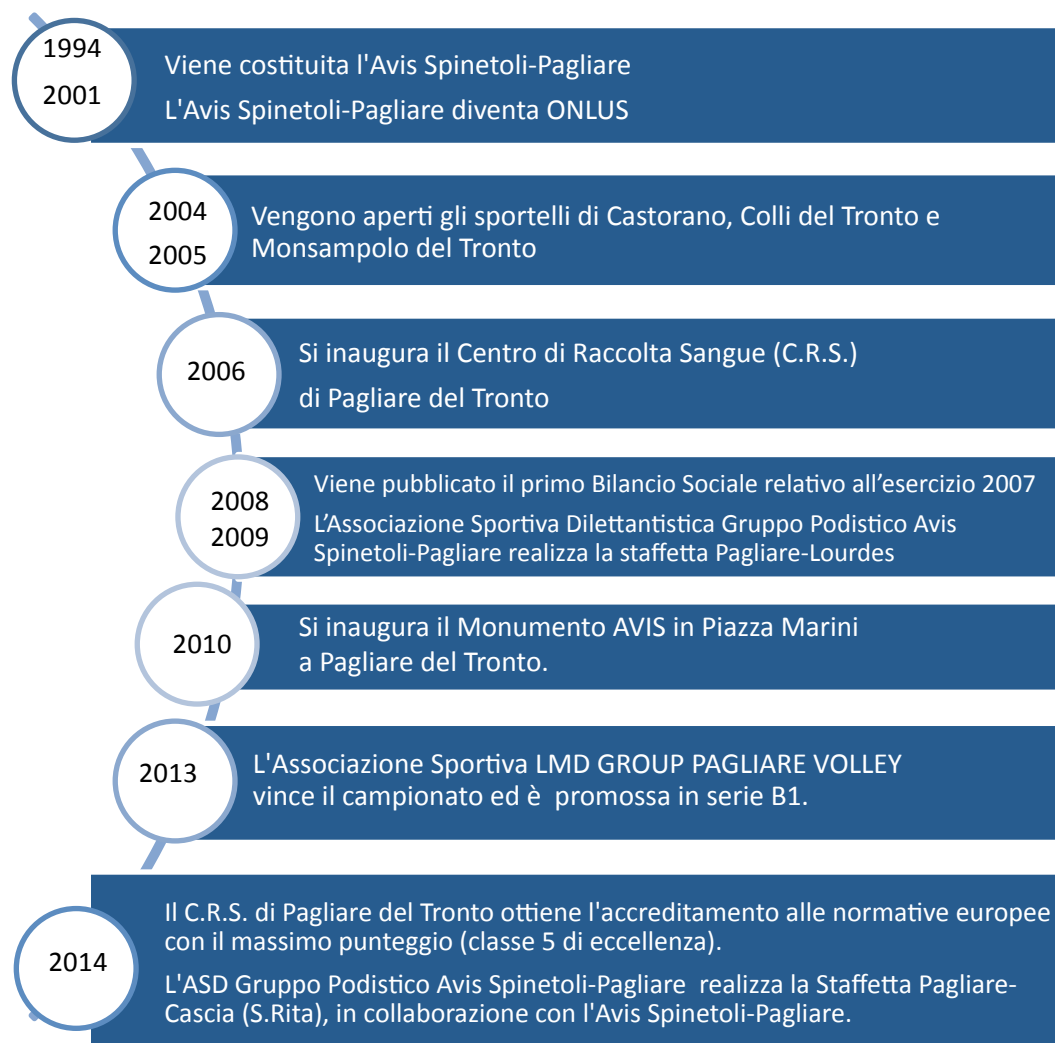 1994
2001
Viene costituita l'Avis Spinetoli-Pagliare
L'Avis Spinetoli-Pagliare diventa ONLUS
2004
2005
Vengono aperti gli sportelli di Castorano, Colli del Tronto e
Monsampolo del Tronto
2006
Si inaugura il Centro di Raccolta Sangue (C.R.S.)
di Pagliare del Tronto
2008
2009
Viene pubblicato il primo Bilancio Sociale relativo all’esercizio 2007
L’Associazione Sportiva Dilettantistica Gruppo Podistico Avis
Spinetoli-Pagliare realizza la staffetta Pagliare-Lourdes
2010
Si inaugura il Monumento AVIS in Piazza Marini
a Pagliare del Tronto.
2013
L'Associazione Sportiva LMD GROUP PAGLIARE VOLLEY
vince il campionato ed è promossa in serie B1.
2014
Il C.R.S. di Pagliare del Tronto ottiene l'accreditamento alle normative europee
con il massimo punteggio (classe 5 di eccellenza).
L'ASD Gruppo Podistico Avis Spinetoli-Pagliare realizza la Staffetta Pagliare-
Cascia (S.Rita), in collaborazione con l'Avis Spinetoli-Pagliare.